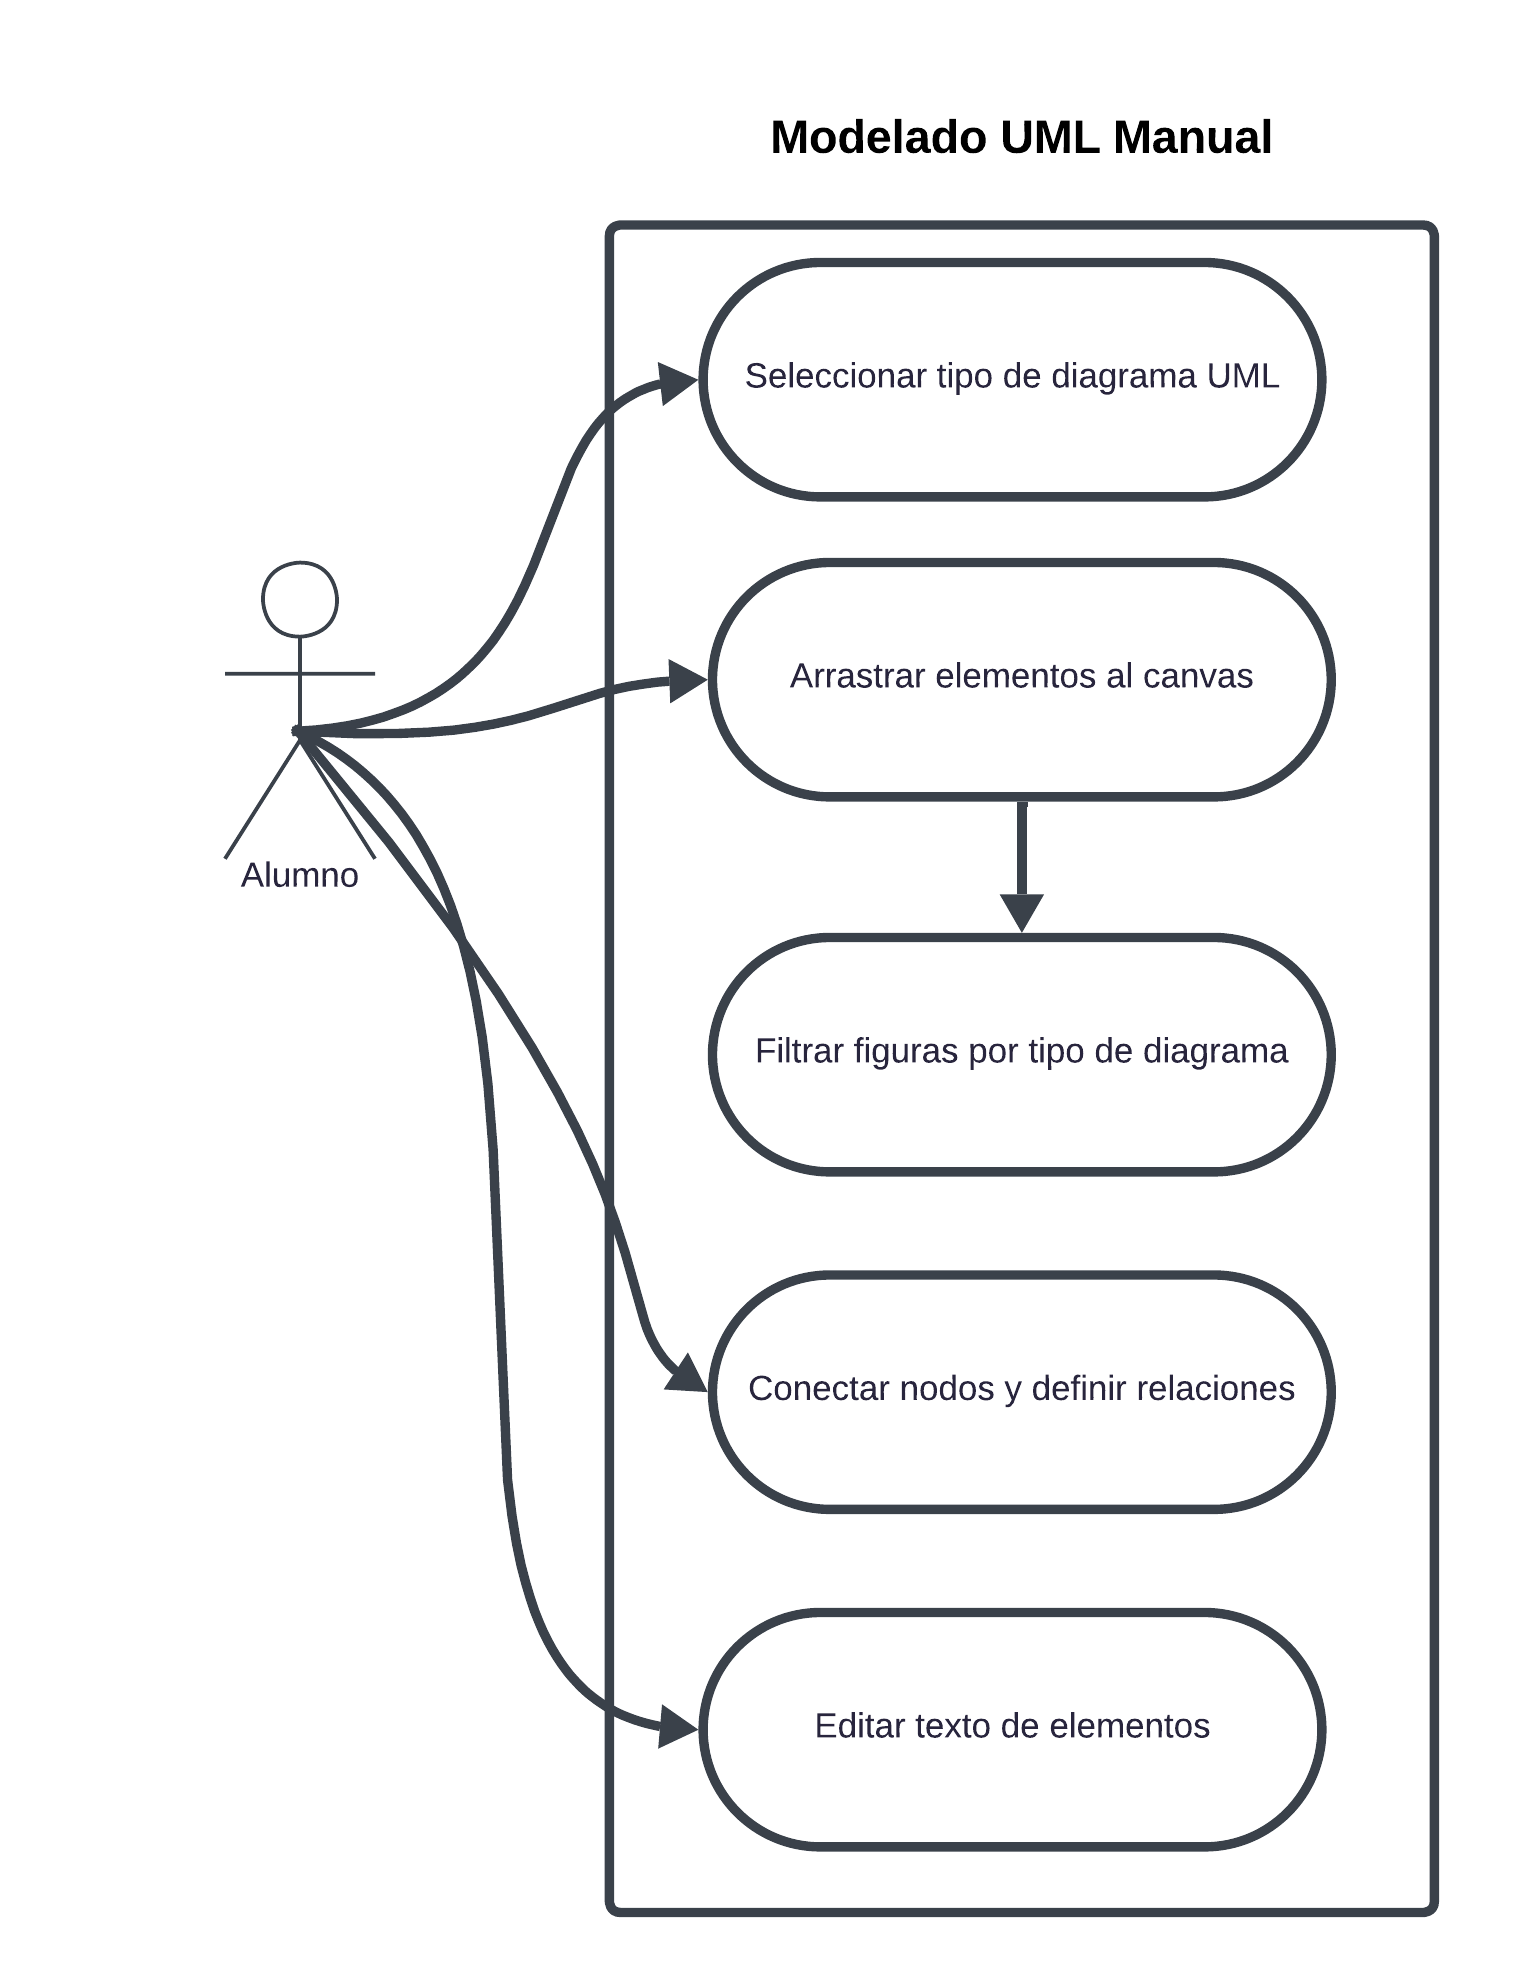 Modelado UML Manual
Seleccionar tipo de diagrama UML
Arrastrar elementos al canvas
Alumno
Filtrar figuras por tipo de diagrama
Conectar nodos y definir relaciones
Editar texto de elementos